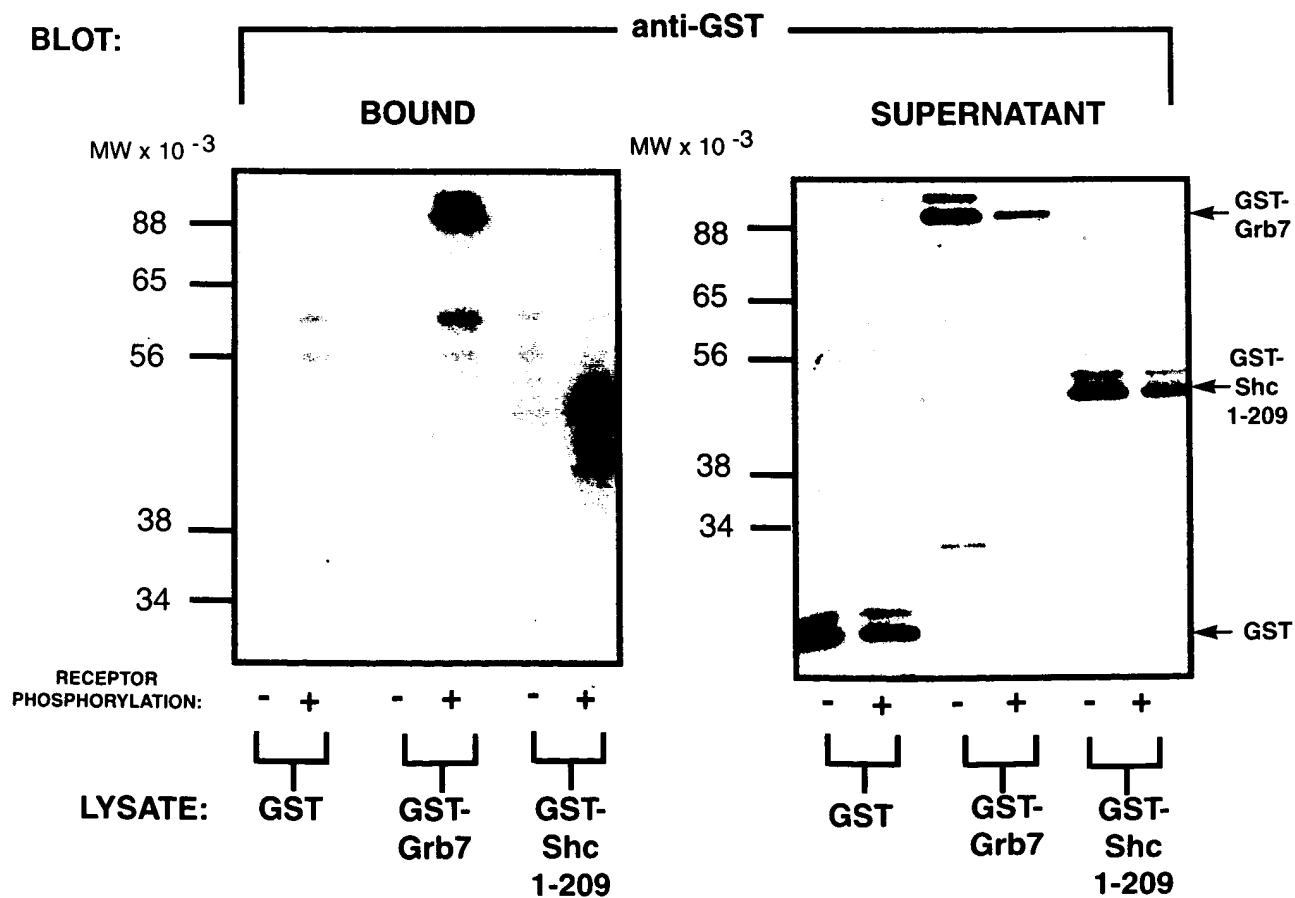 BLOT:
anti-GST
BOUND
SUPERNATANT
MW x 10 -3
MW x 10 -3
88
65
56
38
34
88
65
56
38
34
GST-
Grb7
GST-
Shc
1-209
GST
RECEPTOR
PHOSPHORYLATION:
- + - + - +
- + - + - +
LYSATE:
GST
GST-
Grb7
GST-
Shc
1-209
GST
GST-
Grb7
GST-
Shc
1-209